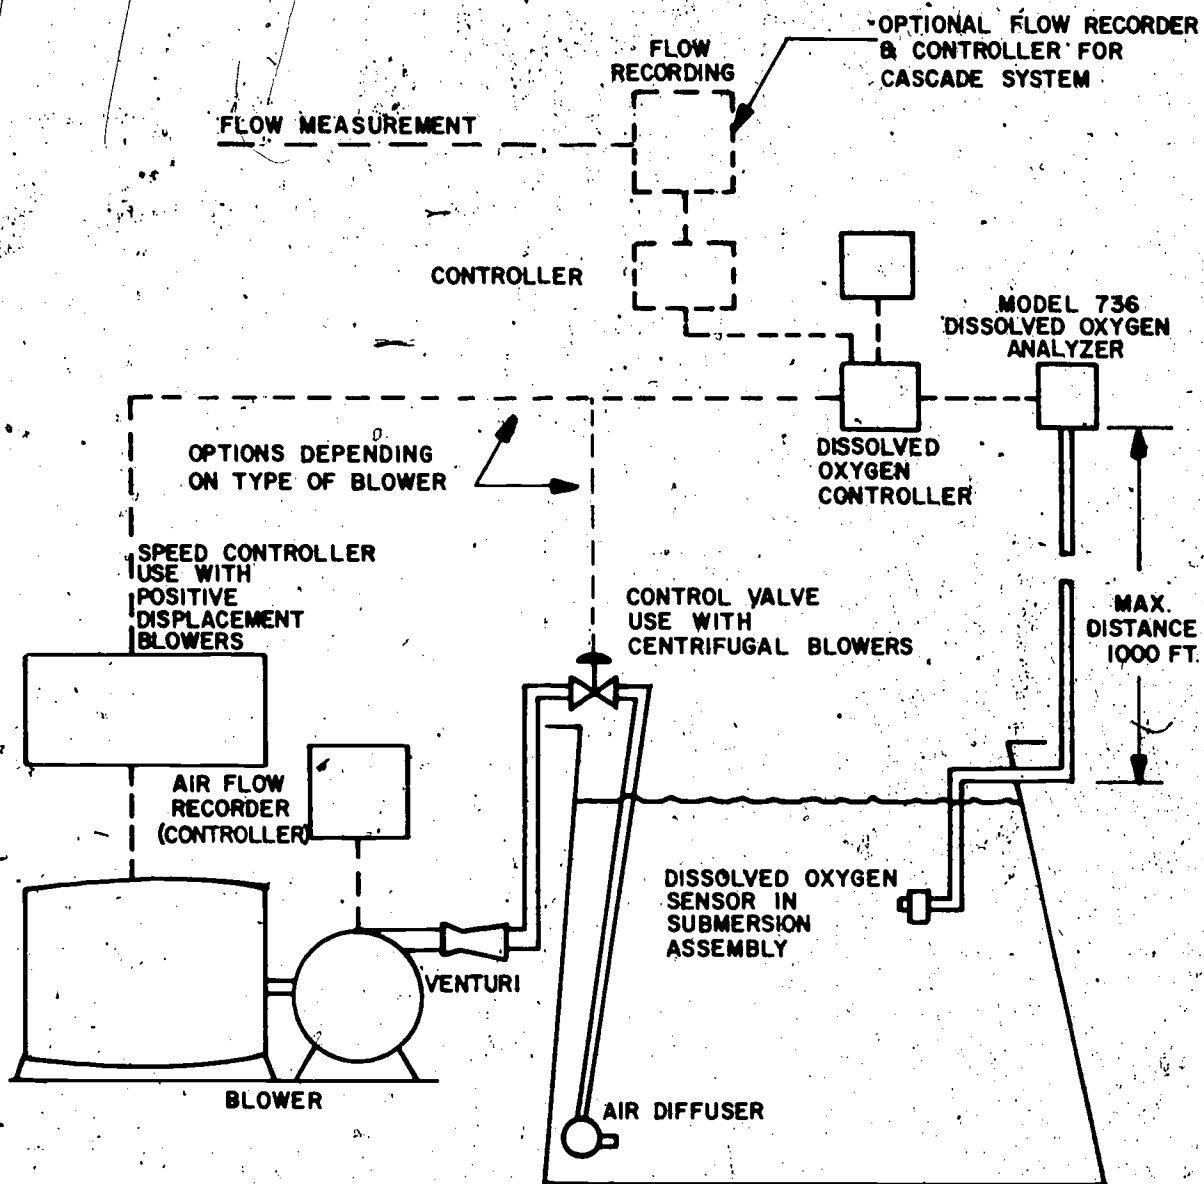 OPTIONAL FLOW RECORDER
& CONTROLLER FOR
CASCADE SYSTEM
FLOW
RECORDING
FLOW MEASUREMENT
CONTROLLER
MODEL 736
DISSOLVED OXYGEN
ANALYZER
DISSOLVED
OXYGEN
CONTROLLER
OPTIONS DEPENDING
ON TYPE OF BLOWER
SPEED CONTROLLER
USE WITH
POSITIVE
DISPLACEMENT
BLOWERS
CONTROL VALVE
USE WITH
CENTRIFUGAL BLOWERS
MAX.
DISTANCE
1000 FT.
AIR FLOW
RECORDER
(CONTROLLER)
DISSOLVED OXYGEN
SENSOR IN
SUBMERSION
ASSEMBLY
VENTURI
BLOWER
AIR DIFFUSER